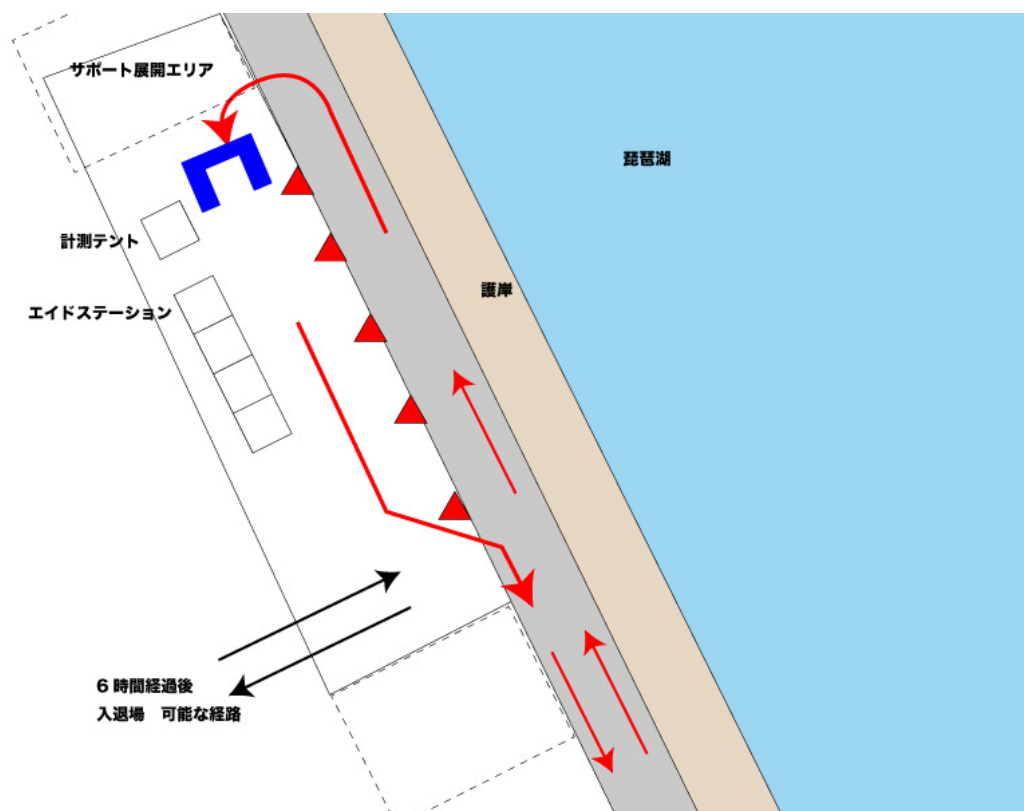 サポート展開エリア
琵琶湖
計測テント
護岸
エイドステーション
6時間経過後
入退場　可能な経路